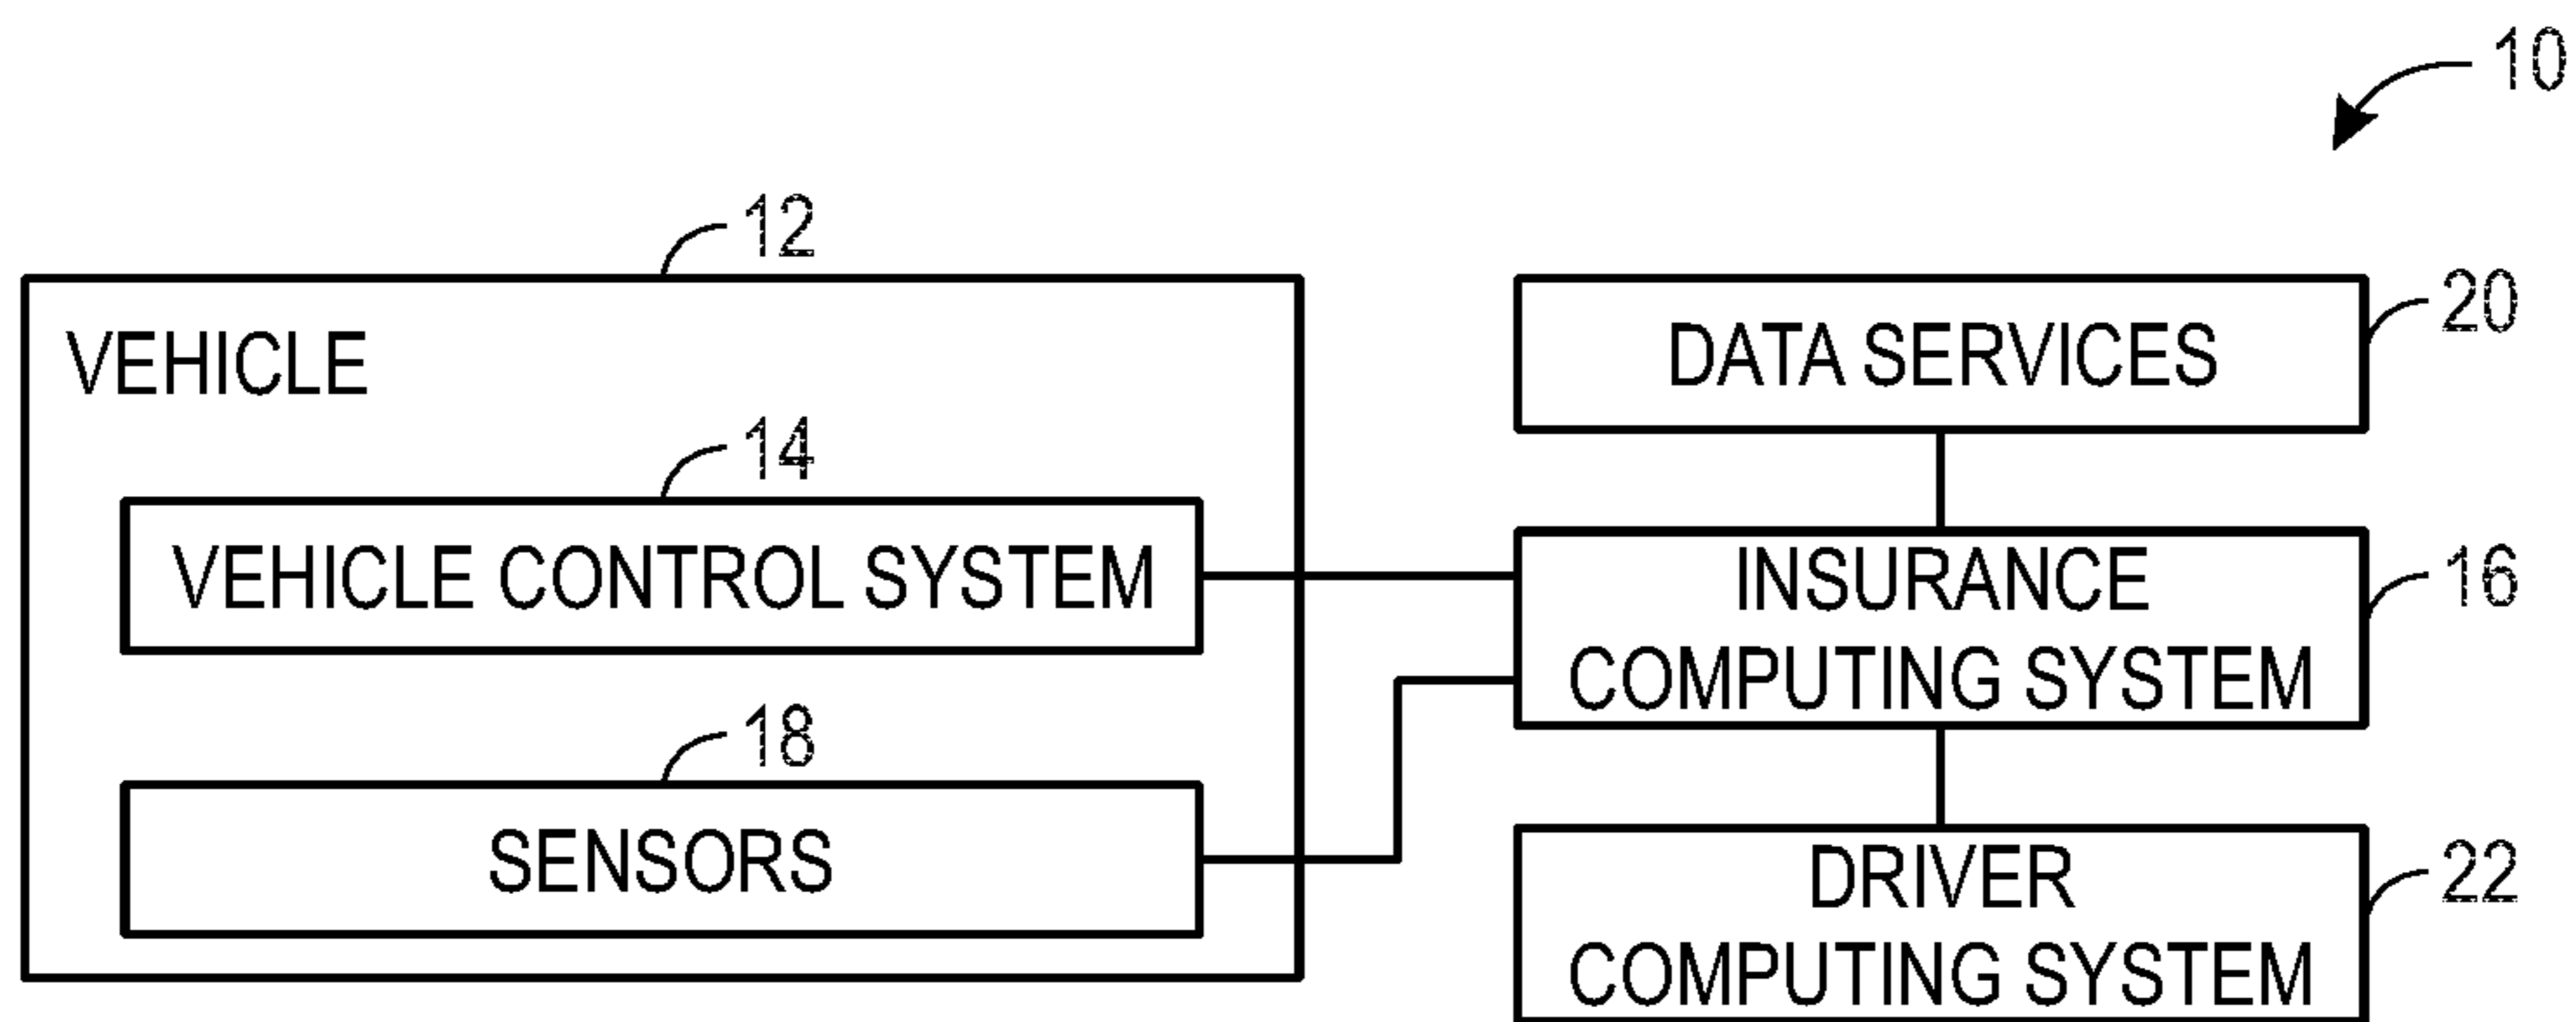 10
12
VEHICLE
14
VEHICLE CONTROL SYSTEM
18
SENSORS
20
DATA SERVICES
16
INSURANCE
COMPUTING SYSTEM
22
DRIVER
COMPUTING SYSTEM